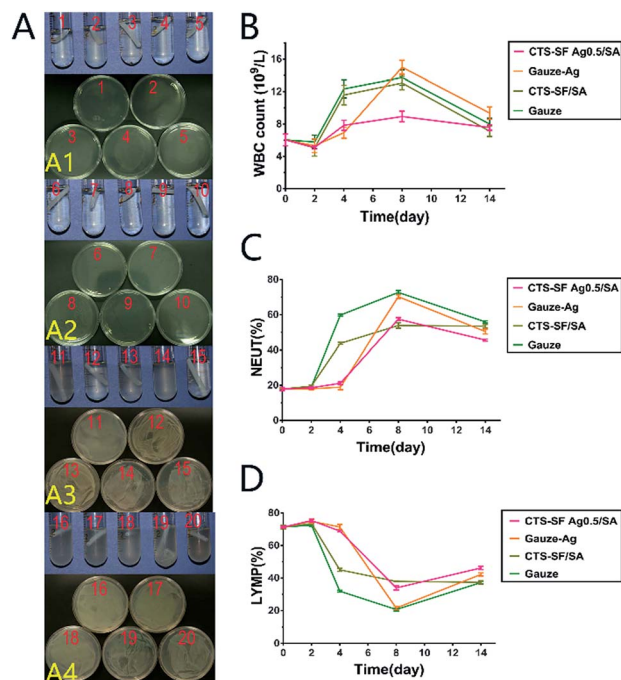 A
1 2 3 4 5
1 2
3 4 5
A1
6 7 8 9 10
6 7
8 9 10
A2
11 12 13 14 15
11 12
13 14 15
A3
16 17 18 19 20
16 17
18 19 20
A4
B
WBC count (10⁹/L)
20
15
10
5
0
0 2 4 6 8 10 12 14
Time(day)
CTS-SF Ag0.5/SA
Gauze-Ag
CTS-SF/SA
Gauze
C
NEUT(%)
80
60
40
20
0
0 2 4 6 8 10 12 14
Time(day)
CTS-SF Ag0.5/SA
Gauze-Ag
CTS-SF/SA
Gauze
D
LYMP(%)
80
60
40
20
0
0 2 4 6 8 10 12 14
Time(day)
CTS-SF Ag0.5/SA
Gauze-Ag
CTS-SF/SA
Gauze